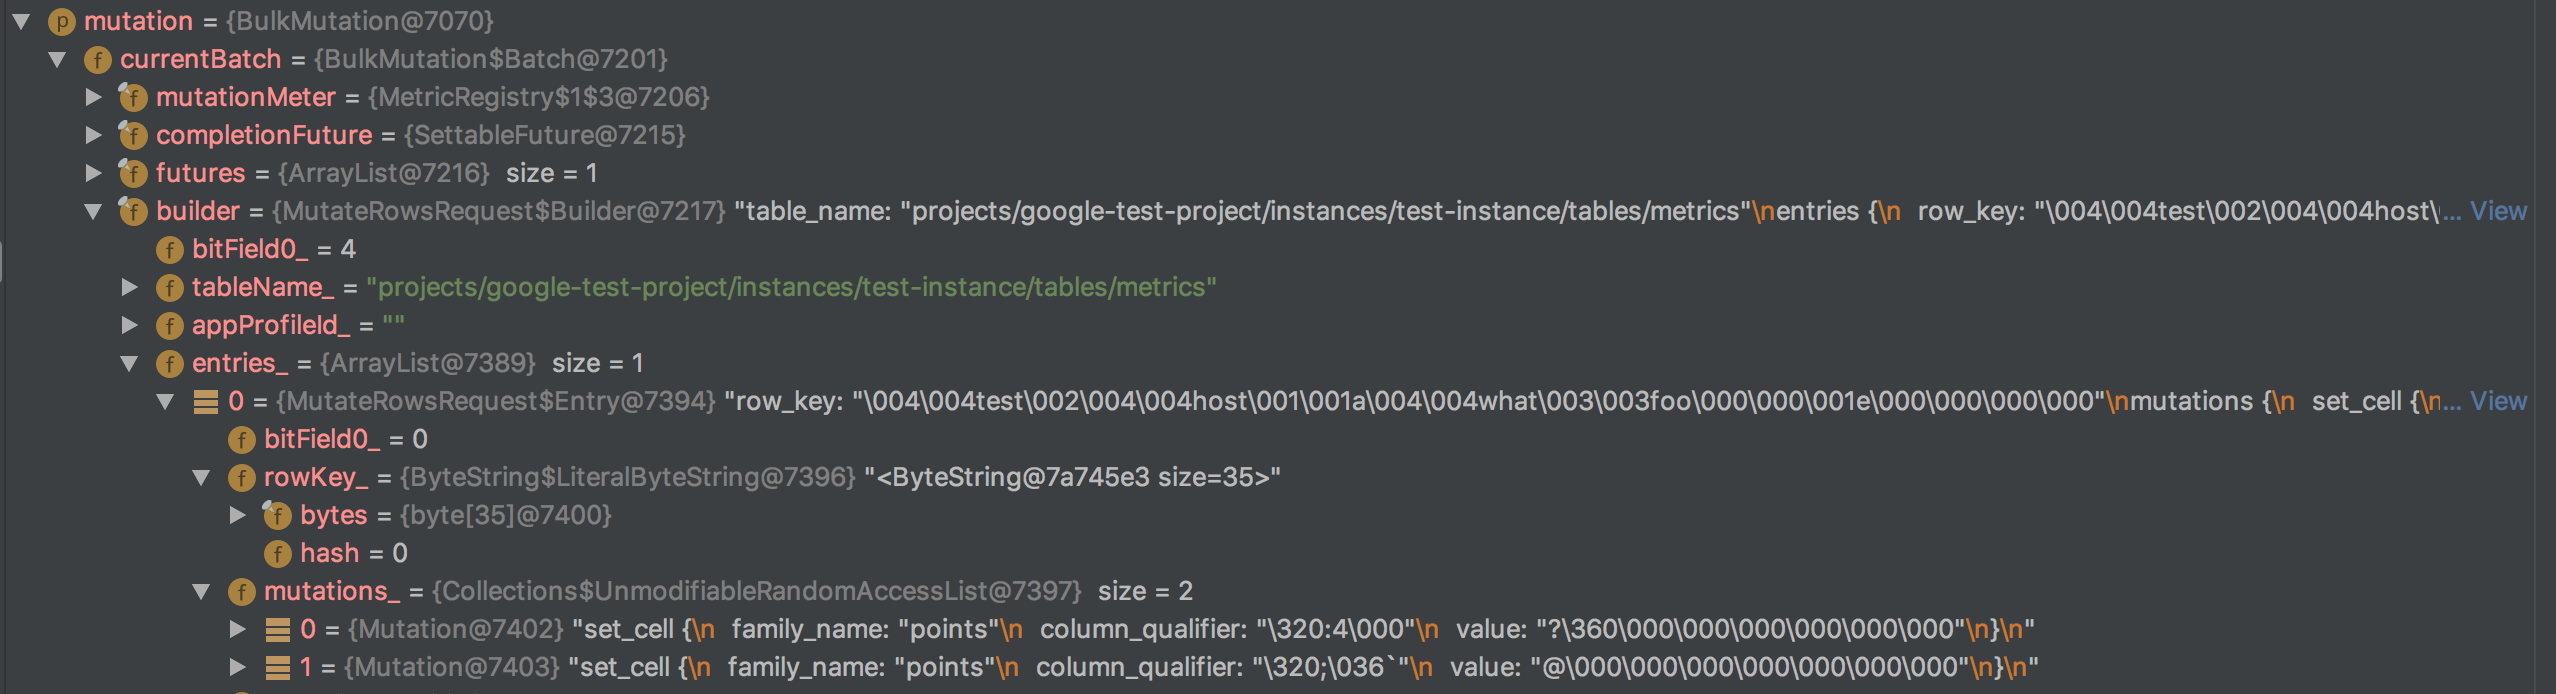 mutation = {BulkMutation@7070}
currentBatch = {BulkMutation$Batch@7201}
mutationMeter = {MetricRegistry$1$3@7206}
completionFuture = {SettableFuture@7215}
futures = {ArrayList@7216} size = 1
builder = {MutateRowsRequest$Builder@7217} "table_name: "projects/google-test-project/instances/test-instance/tables/metrics"\nentries {\n row_key: "\004\004test\002\004\004host\... View
bitField0_ = 4
tableName_ = "projects/google-test-project/instances/test-instance/tables/metrics"
appProfileId_ = ""
entries_ = {ArrayList@7389} size = 1
0 = {MutateRowsRequest$Entry@7394} "row_key: "\004\004test\002\004\004host\001\001a\004\004what\003\003foo\000\000\001e\000\000\000\000\000"\nmutations {\n set_cell {\n... View
bitField0_ = 0
rowKey_ = {ByteString$LiteralByteString@7396} "<ByteString@7a745e3 size=35>"
bytes = {byte[35]@7400}
hash = 0
mutations_ = {Collections$UnmodifiableRandomAccessList@7397} size = 2
0 = {Mutation@7402} "set_cell {\n family_name: "points"\n column_qualifier: "\320:4\000"\n value: "?\360\000\000\000\000\000\000"\n}\n"
1 = {Mutation@7403} "set_cell {\n family_name: "points"\n column_qualifier: "\320;\036`"\n value: "@\000\000\000\000\000\000\000"\n}\n"